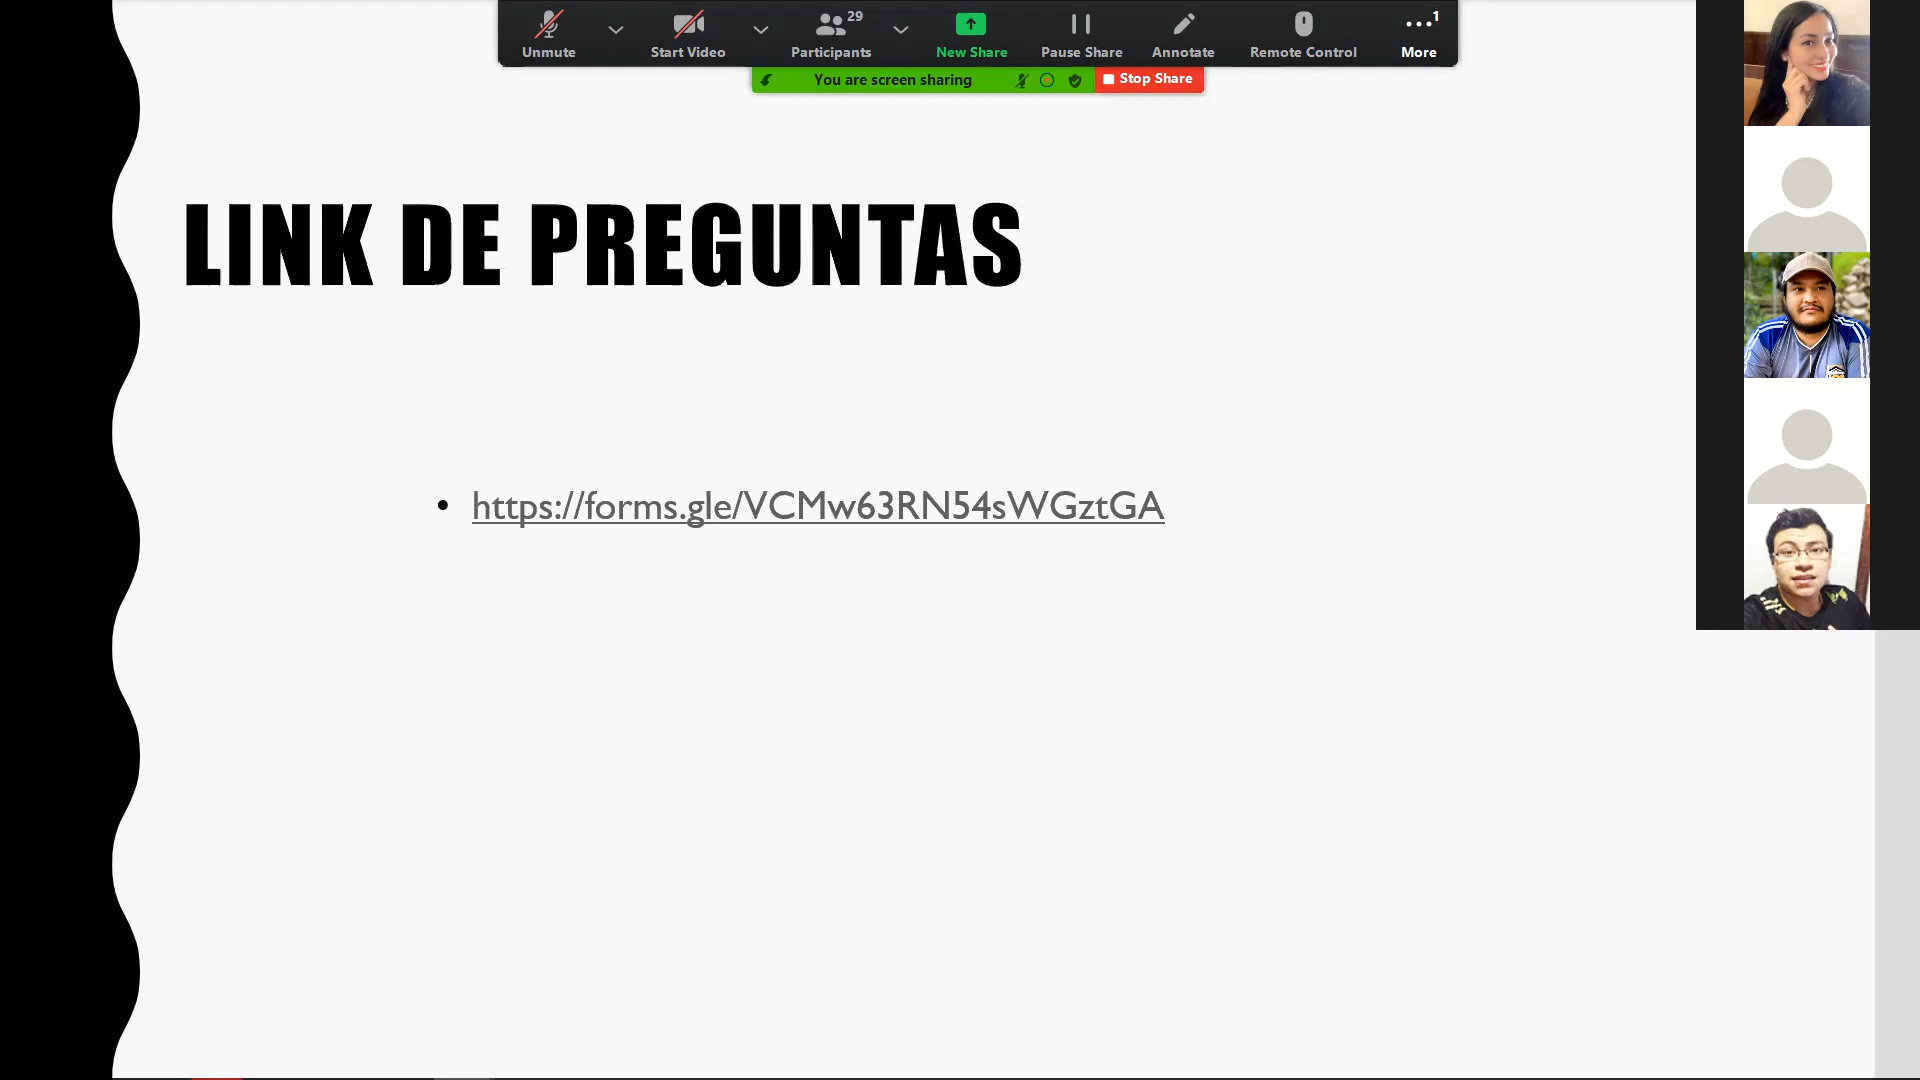 29
1
Unmute
Start Video
Participants
New Share
Pause Share
Annotate
Remote Control
More
You are screen sharing
Stop Share
LINK DE PREGUNTAS
• https://forms.gle/VCMw63RN54sWGztGA